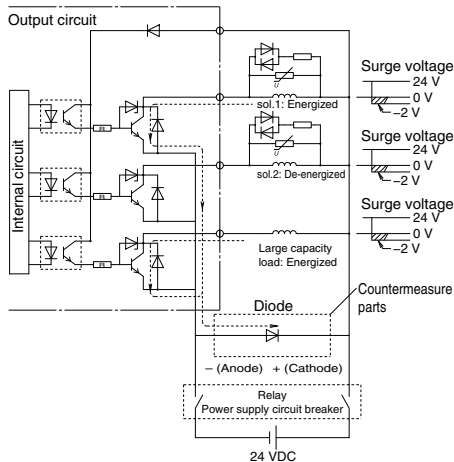 Output circuit
Internal circuit
sol.1: Energized
sol.2: De-energized
Large capacity
load: Energized
Surge voltage
24 V
0 V
−2 V
Surge voltage
24 V
0 V
−2 V
Surge voltage
24 V
0 V
−2 V
Countermeasure
parts
Diode
− (Anode) + (Cathode)
Relay
Power supply circuit breaker
24 VDC